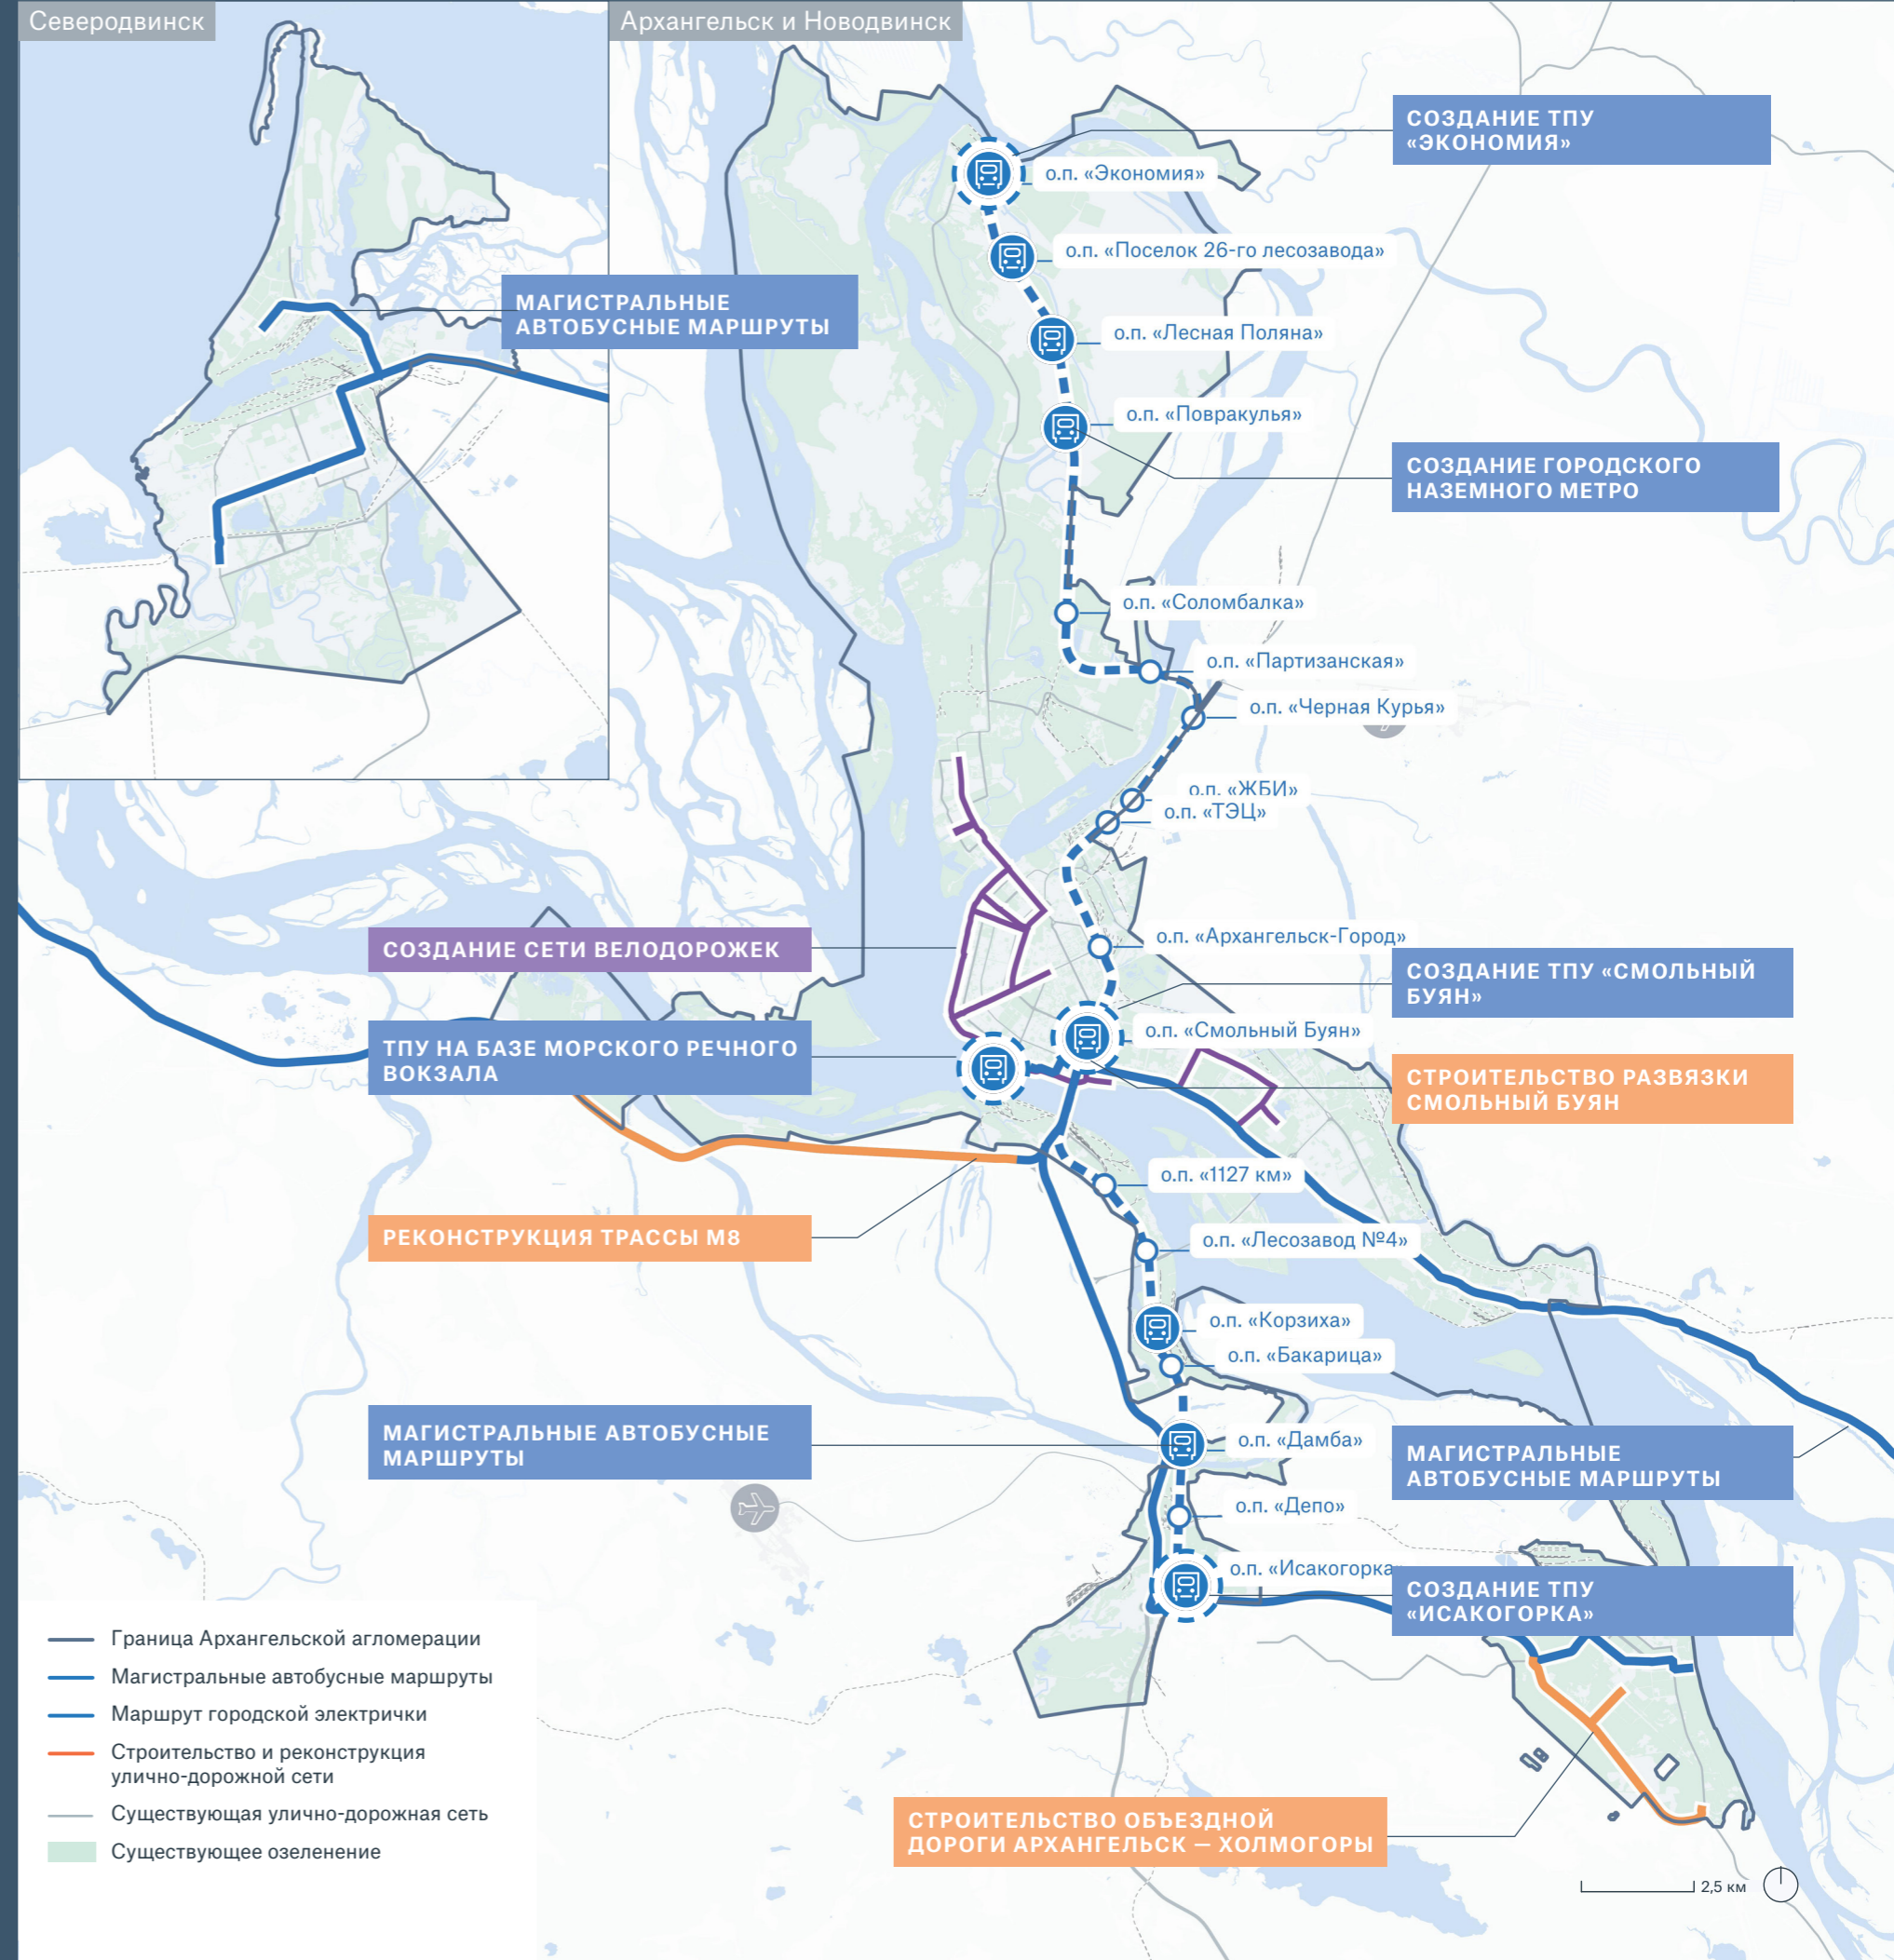 Северодвинск
Архангельск и Новодвинск
СОЗДАНИЕ ТПУ
«ЭКОНОМИЯ»
о.п. «Экономия»
о.п. «Поселок 26-го лесозавода»
МАГИСТРАЛЬНЫЕ
АВТОБУСНЫЕ МАРШРУТЫ
о.п. «Лесная Поляна»
о.п. «Повракулья»
СОЗДАНИЕ ГОРОДСКОГО
НАЗЕМНОГО МЕТРО
о.п. «Соломбалка»
о.п. «Партизанская»
о.п. «Черная Курья»
о.п. «ЖБИ»
о.п. «ТЭЦ»
о.п. «Архангельск-Город»
СОЗДАНИЕ СЕТИ ВЕЛОДОРОЖЕК
СОЗДАНИЕ ТПУ «СМОЛЬНЫЙ
БУЯН»
о.п. «Смольный Буян»
ТПУ НА БАЗЕ МОРСКОГО РЕЧНОГО
ВОКЗАЛА
СТРОИТЕЛЬСТВО РАЗВЯЗКИ
СМОЛЬНЫЙ БУЯН
о.п. «1127 км»
РЕКОНСТРУКЦИЯ ТРАССЫ М8
о.п. «Лесозавод №4»
о.п. «Корзиха»
о.п. «Бакарица»
МАГИСТРАЛЬНЫЕ АВТОБУСНЫЕ
МАРШРУТЫ
о.п. «Дамба»
МАГИСТРАЛЬНЫЕ
АВТОБУСНЫЕ МАРШРУТЫ
о.п. «Депо»
о.п. «Исакогорка»
СОЗДАНИЕ ТПУ
«ИСАКОГОРКА»
Граница Архангельской агломерации
Магистральные автобусные маршруты
Маршрут городской электрички
Строительство и реконструкция
улично-дорожной сети
Существующая улично-дорожная сеть
Существующее озеленение
СТРОИТЕЛЬСТВО ОБЪЕЗДНОЙ
ДОРОГИ АРХАНГЕЛЬСК — ХОЛМОГОРЫ
2,5 км